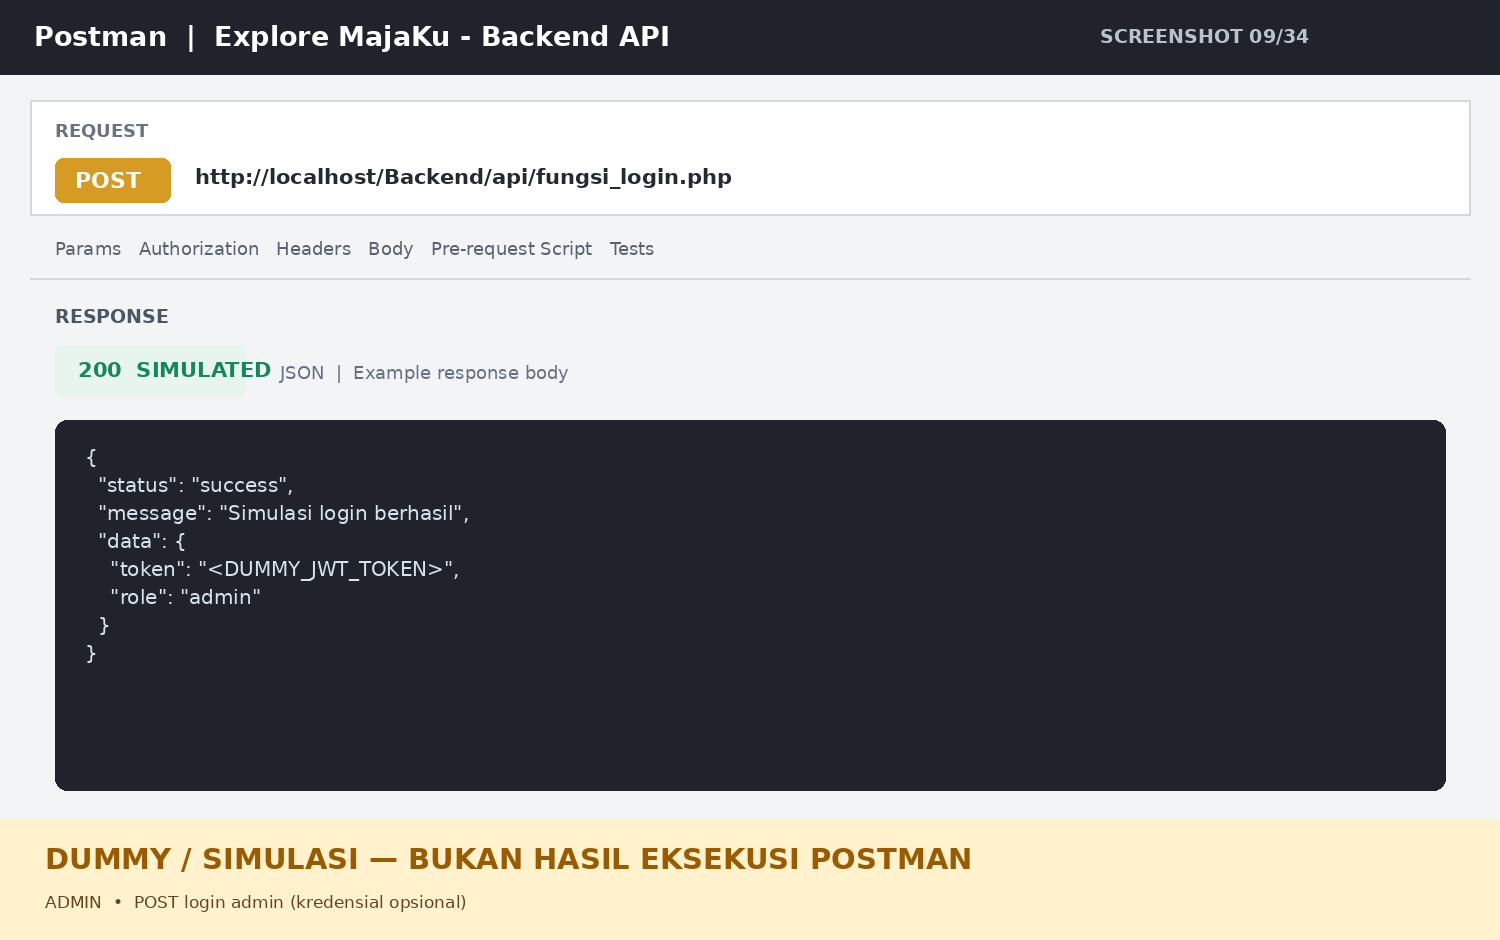 Postman | Explore MajaKu - Backend API
SCREENSHOT 09/34
REQUEST
POST http://localhost/Backend/api/fungsi_login.php
Params Authorization Headers Body Pre-request Script Tests
RESPONSE
200 SIMULATED JSON | Example response body
{
  "status": "success",
  "message": "Simulasi login berhasil",
  "data": {
    "token": "<DUMMY_JWT_TOKEN>",
    "role": "admin"
  }
}
DUMMY / SIMULASI — BUKAN HASIL EKSEKUSI POSTMAN
ADMIN • POST login admin (kredensial opsional)